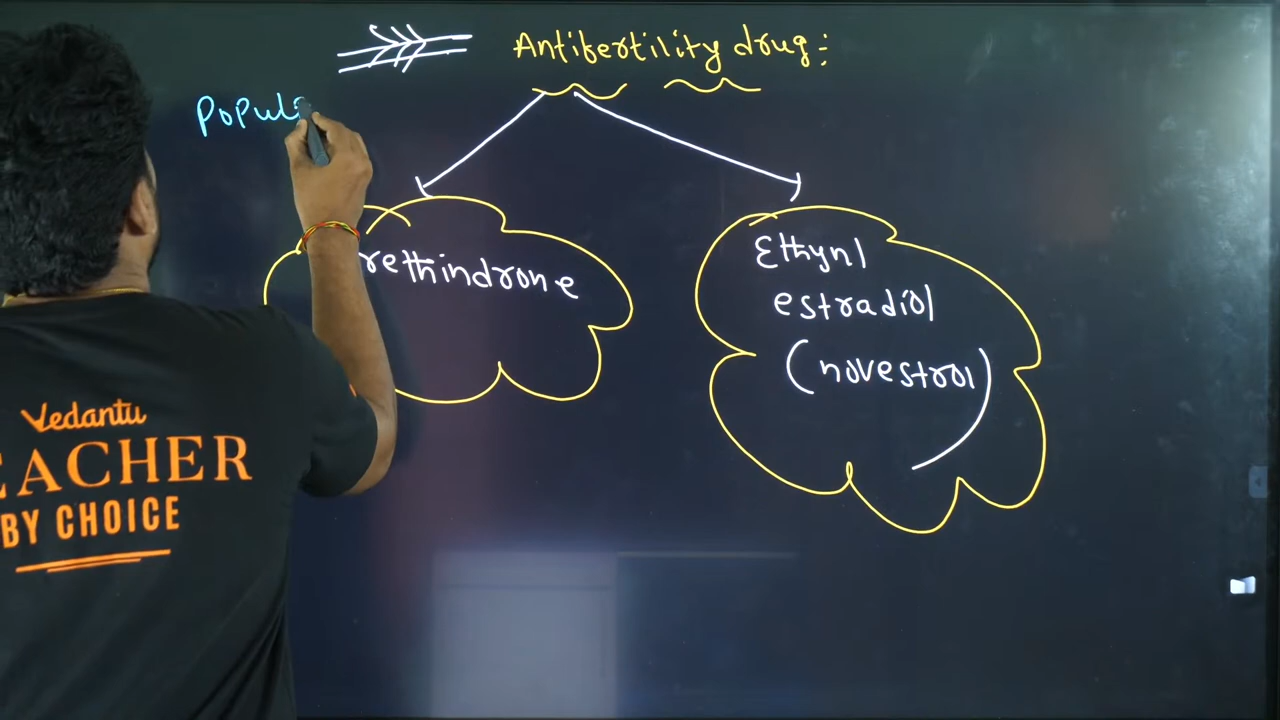 Antifertility drug:
Popul
rethindrone
Ethynl
estradiol
(novestrol)
Vedantu
EACHER
BY CHOICE